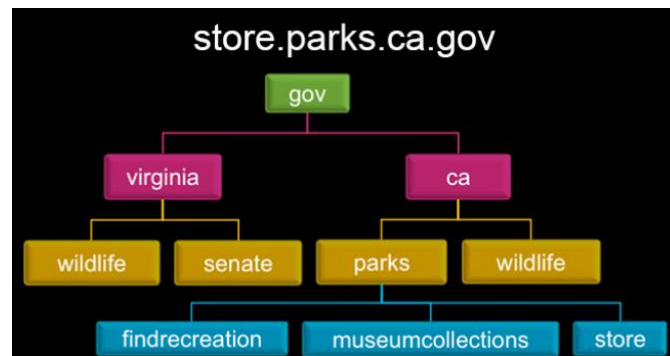 store.parks.ca.gov
gov
virginia
ca
wildlife
senate
parks
wildlife
findrecreation
museumcollections
store